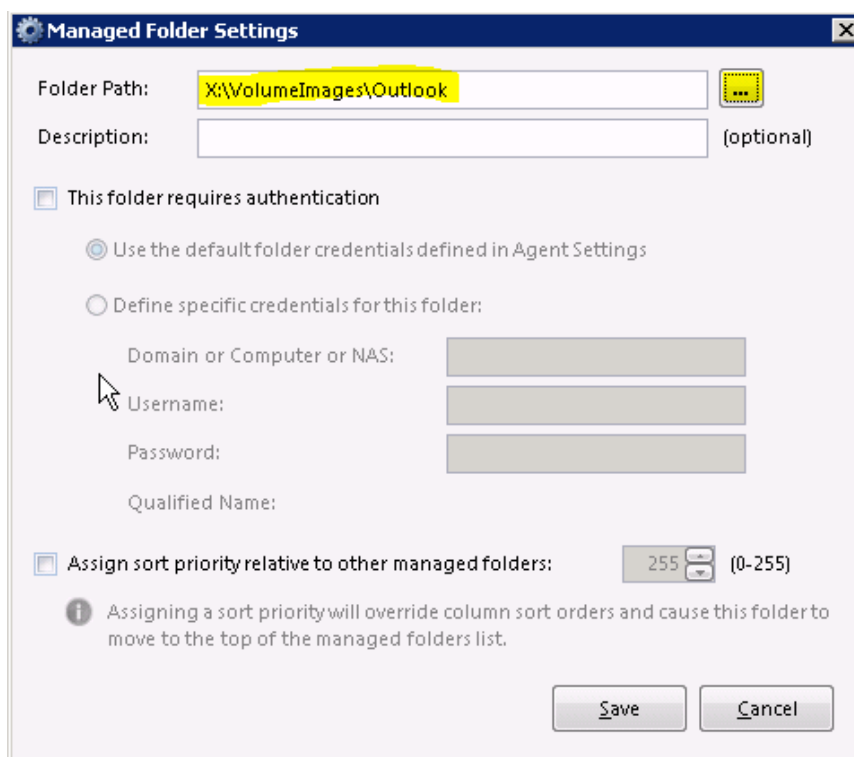 Managed Folder Settings
Folder Path: X:\VolumeImages\Outlook ...
Description: (optional)
This folder requires authentication
Use the default folder credentials defined in Agent Settings
Define specific credentials for this folder:
Domain or Computer or NAS:
Username:
Password:
Qualified Name:
Assign sort priority relative to other managed folders: 255 (0-255)
Assigning a sort priority will override column sort orders and cause this folder to
move to the top of the managed folders list.
Save Cancel